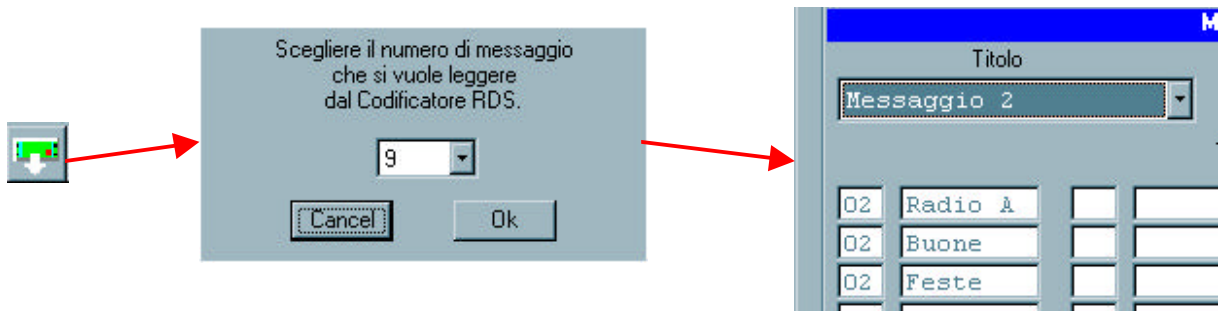 Scegliere il numero di messaggio
che si vuole leggere
dal Codificatore RDS.
9
Cancel Ok
M
Titolo
Messaggio 2
02 Radio A
02 Buone
02 Feste